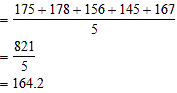 = 175 + 178 + 156 + 145 + 167
5
= 821
5
= 164.2